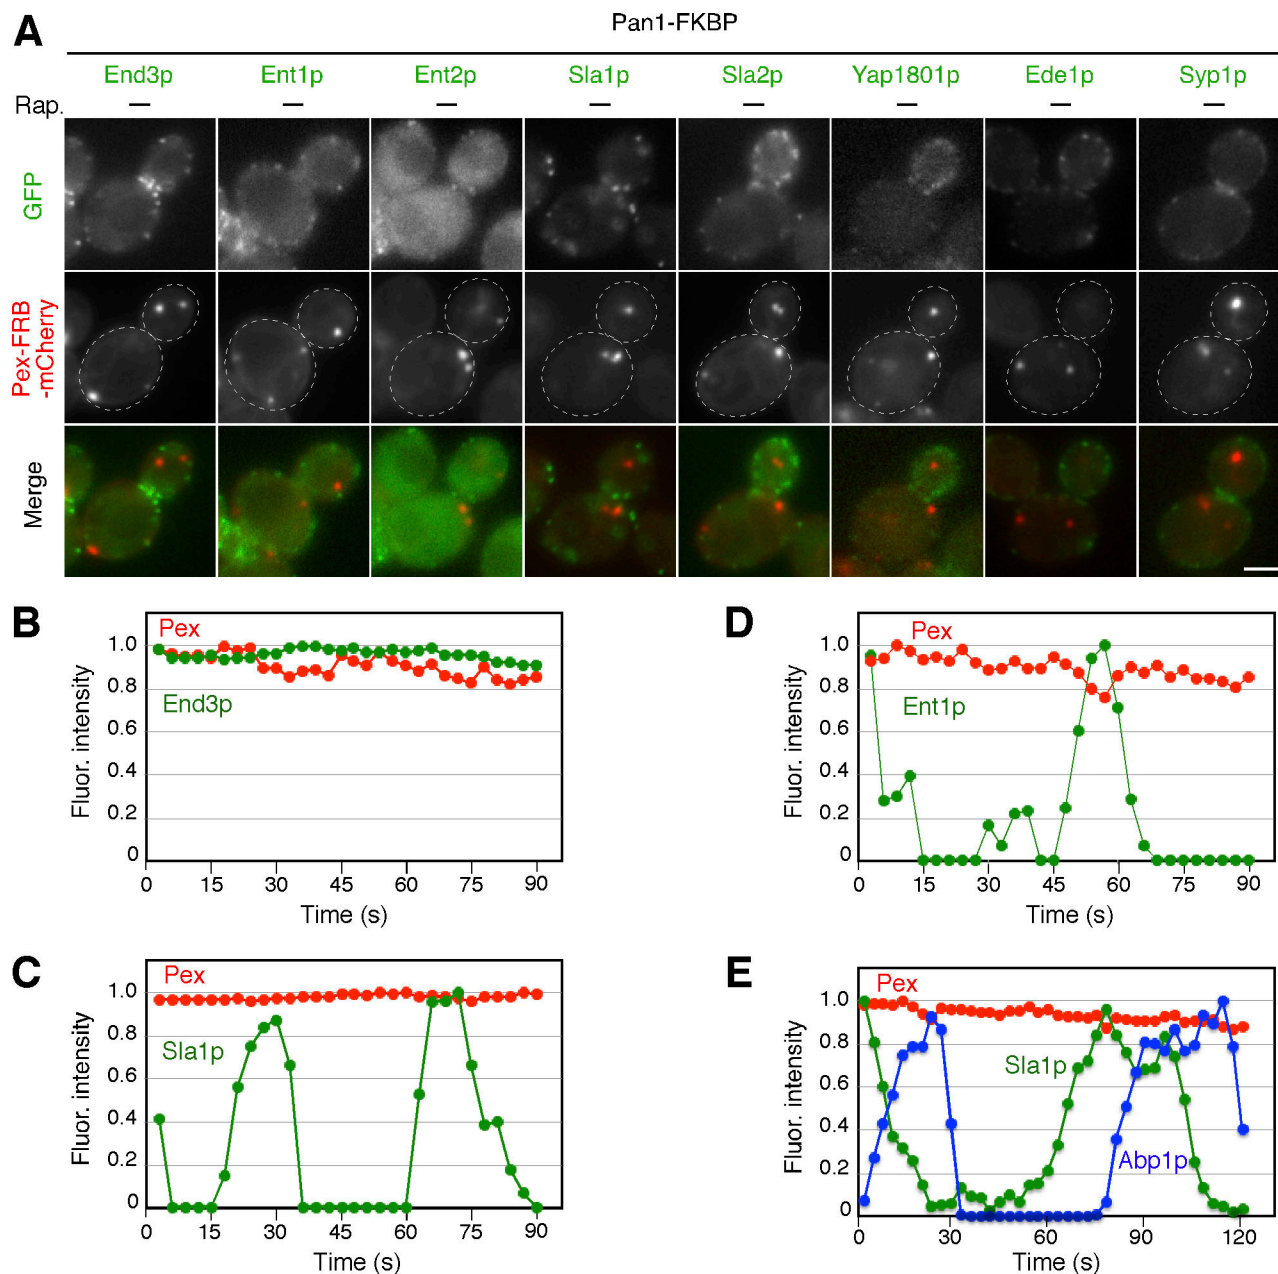 A
Pan1-FKBP
End3p Ent1p Ent2p Sla1p Sla2p Yap1801p Ede1p Syp1p
Rap. – – – – – – – –
GFP
Pex-FRB
-mCherry
Merge
B
Pex
End3p
Fluor. intensity
1.0
0.8
0.6
0.4
0.2
0
0 15 30 45 60 75 90
Time (s)
D
Pex
Ent1p
Fluor. intensity
1.0
0.8
0.6
0.4
0.2
0
0 15 30 45 60 75 90
Time (s)
C
Pex
Sla1p
Fluor. intensity
1.0
0.8
0.6
0.4
0.2
0
0 15 30 45 60 75 90
Time (s)
E
Pex
Sla1p
Abp1p
Fluor. intensity
1.0
0.8
0.6
0.4
0.2
0
0 30 60 90 120
Time (s)